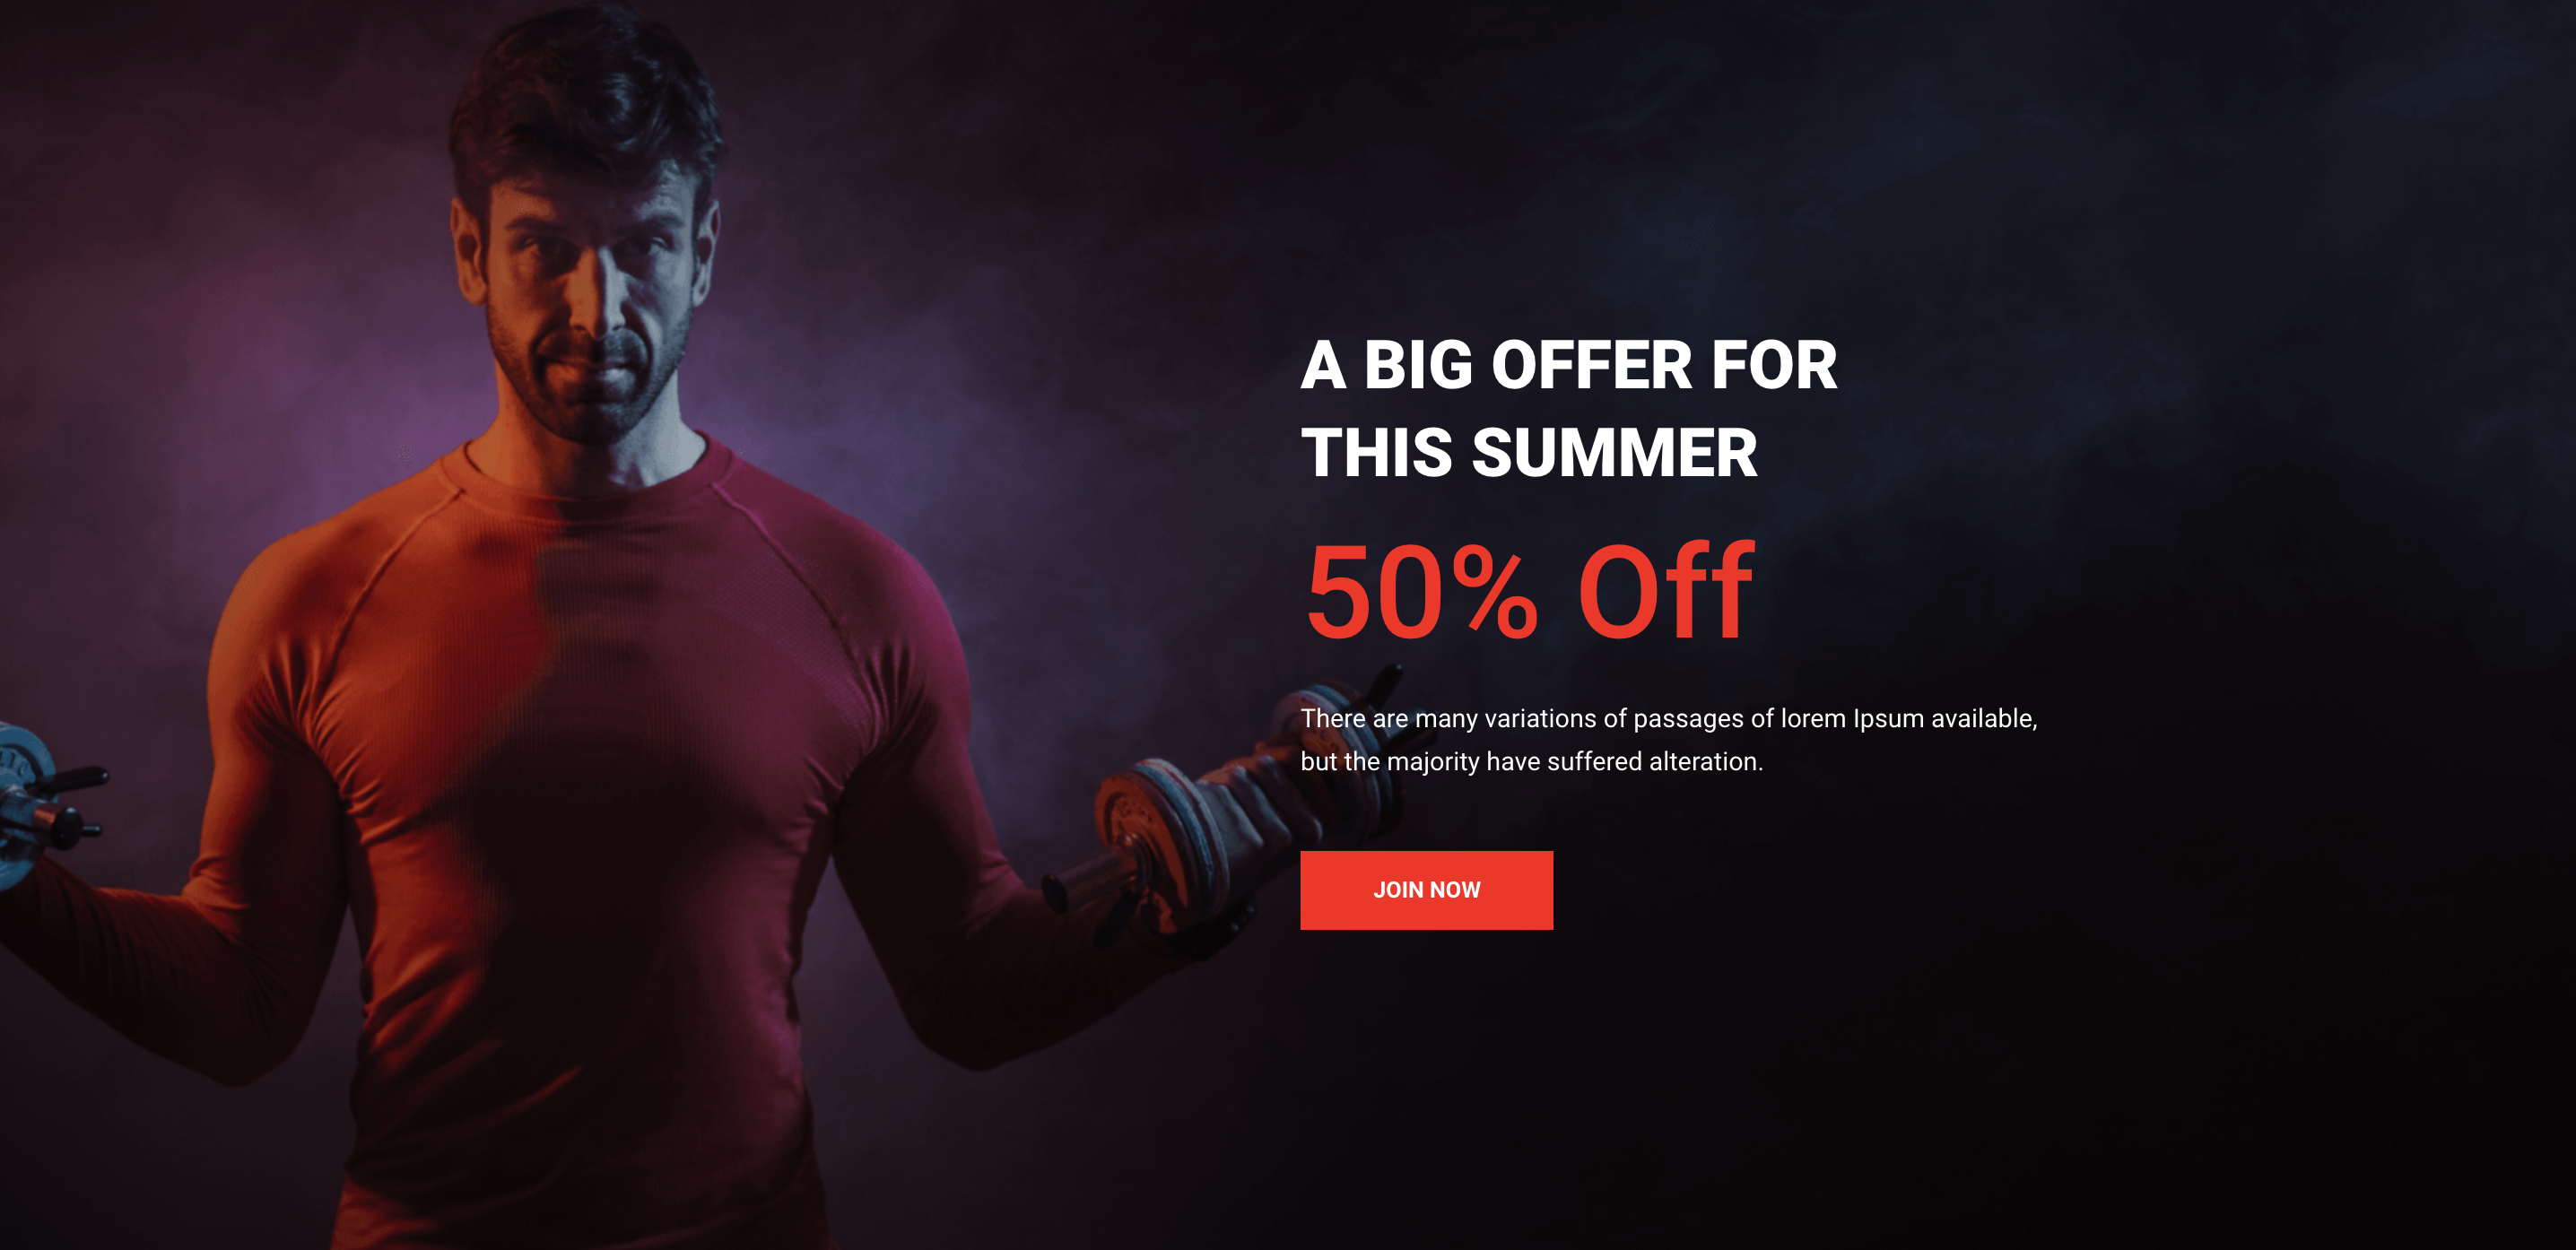 A BIG OFFER FOR
THIS SUMMER
50% Off
There are many variations of passages of lorem Ipsum available,
but the majority have suffered alteration.
JOIN NOW